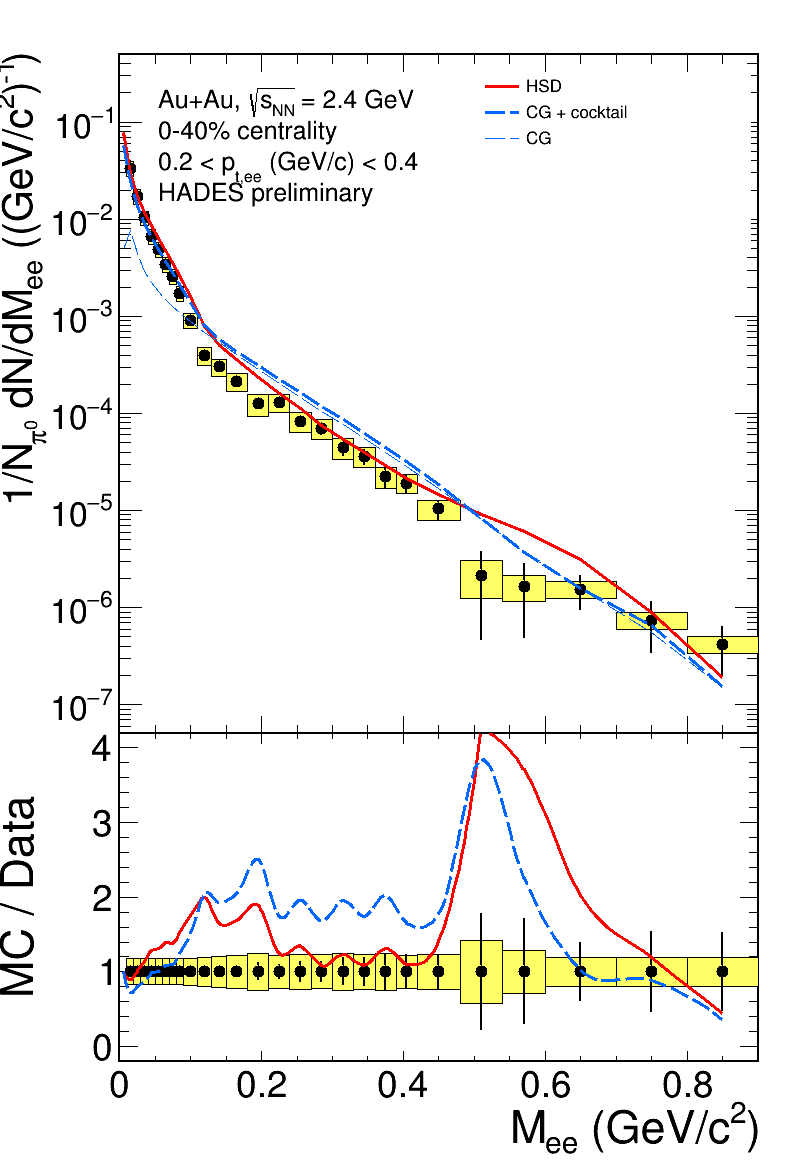 Au+Au, √s_NN = 2.4 GeV
0-40% centrality
0.2 < p_t,ee (GeV/c) < 0.4
HADES preliminary
HSD
CG + cocktail
CG
1/N_π⁰ dN/dM_ee ((GeV/c²)⁻¹)
10⁻¹
10⁻²
10⁻³
10⁻⁴
10⁻⁵
10⁻⁶
10⁻⁷
MC / Data
4
3
2
1
0
0 0.2 0.4 0.6 0.8
M_ee (GeV/c²)